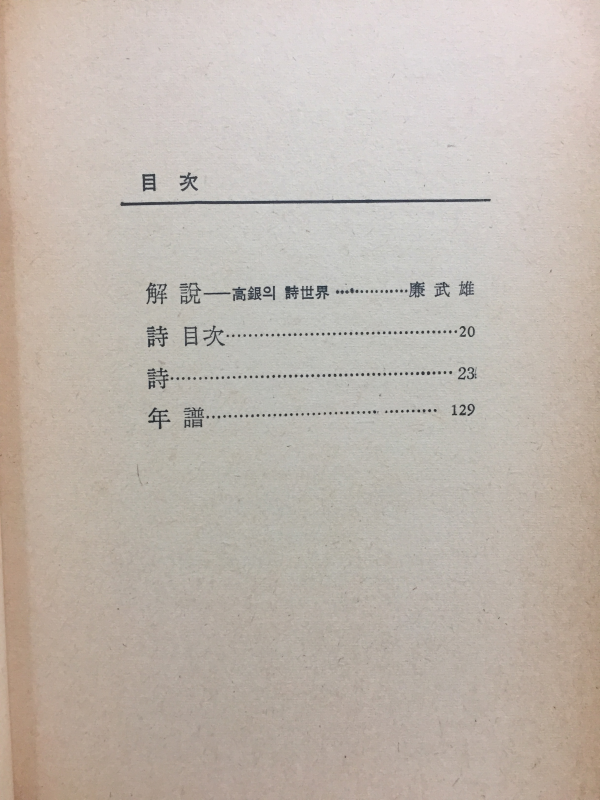 目 次
解 說──高銀의 詩世界 ……………廉 武 雄
詩 目次……………………………………20
詩……………………………………………23
年 譜…………………………… ………… 129